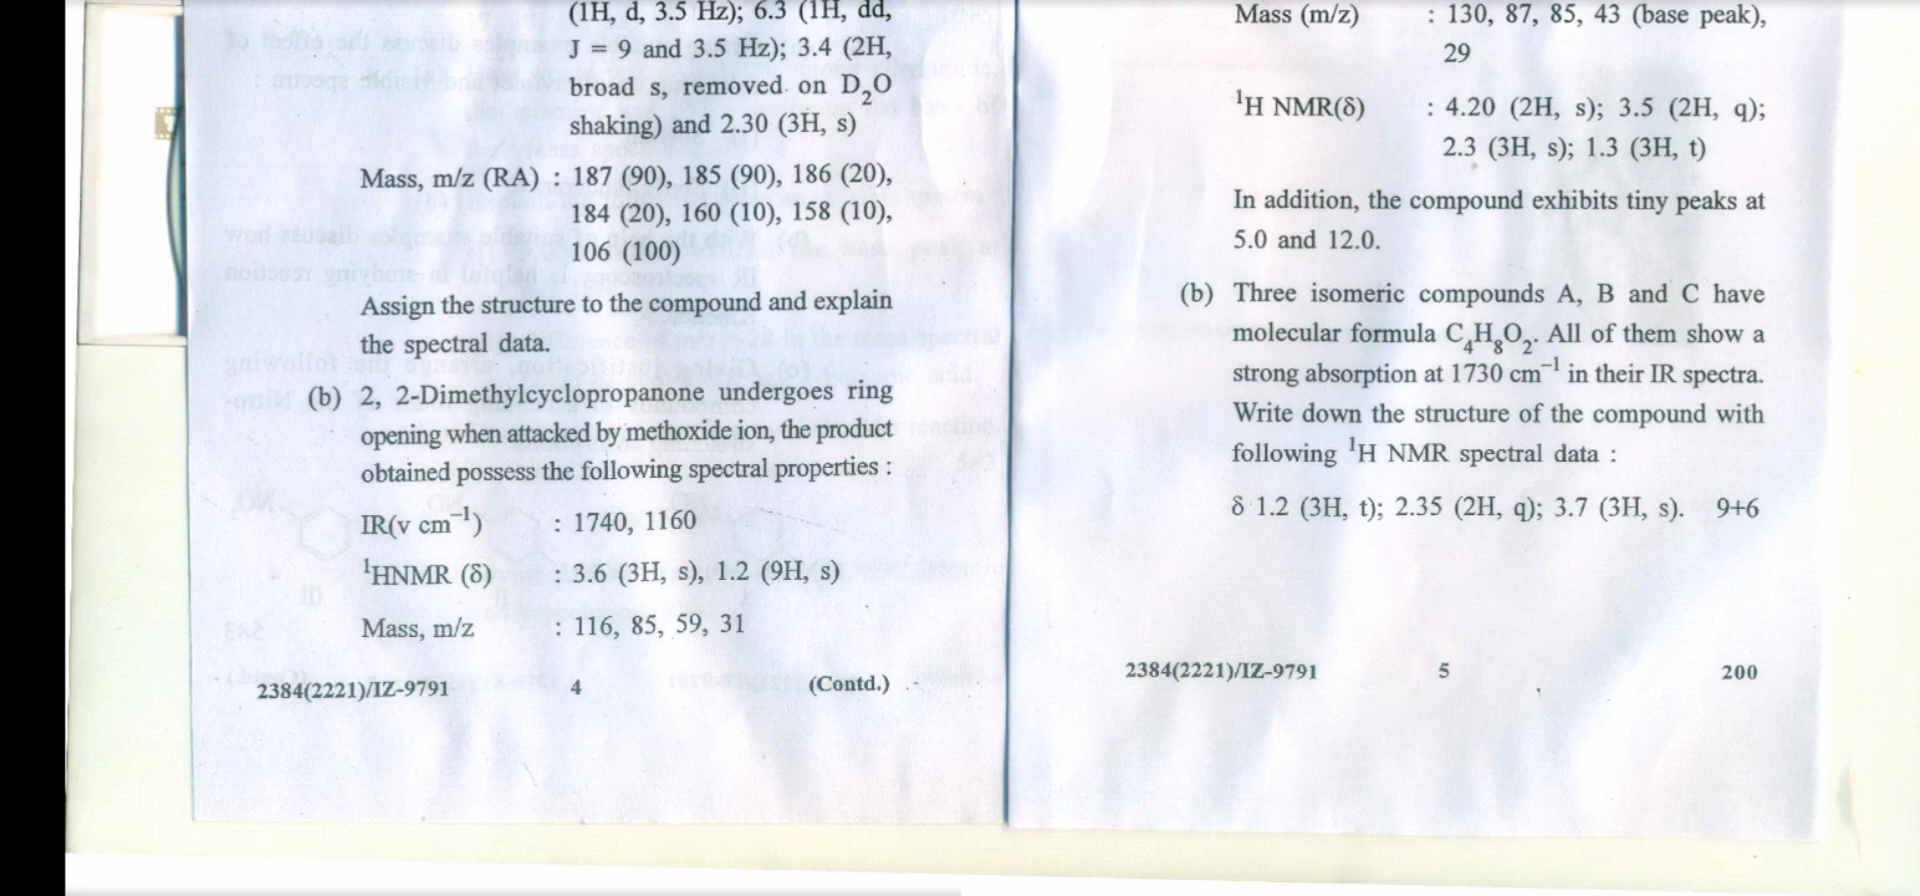 (1H, d, 3.5 Hz); 6.3 (1H, dd,
J = 9 and 3.5 Hz); 3.4 (2H,
broad s, removed on D₂O
shaking) and 2.30 (3H, s)
Mass, m/z (RA) : 187 (90), 185 (90), 186 (20),
184 (20), 160 (10), 158 (10),
106 (100)
Assign the structure to the compound and explain
the spectral data.
(b) 2, 2-Dimethylcyclopropanone undergoes ring
opening when attacked by methoxide ion, the product
obtained possess the following spectral properties :
IR(v cm⁻¹) : 1740, 1160
¹HNMR (δ) : 3.6 (3H, s), 1.2 (9H, s)
Mass, m/z : 116, 85, 59, 31
2384(2221)/IZ-9791 4 (Contd.)
Mass (m/z) : 130, 87, 85, 43 (base peak),
29
¹H NMR(δ) : 4.20 (2H, s); 3.5 (2H, q);
2.3 (3H, s); 1.3 (3H, t)
In addition, the compound exhibits tiny peaks at
5.0 and 12.0.
(b) Three isomeric compounds A, B and C have
molecular formula C₄H₈O₂. All of them show a
strong absorption at 1730 cm⁻¹ in their IR spectra.
Write down the structure of the compound with
following ¹H NMR spectral data :
δ 1.2 (3H, t); 2.35 (2H, q); 3.7 (3H, s). 9+6
2384(2221)/IZ-9791 5 200